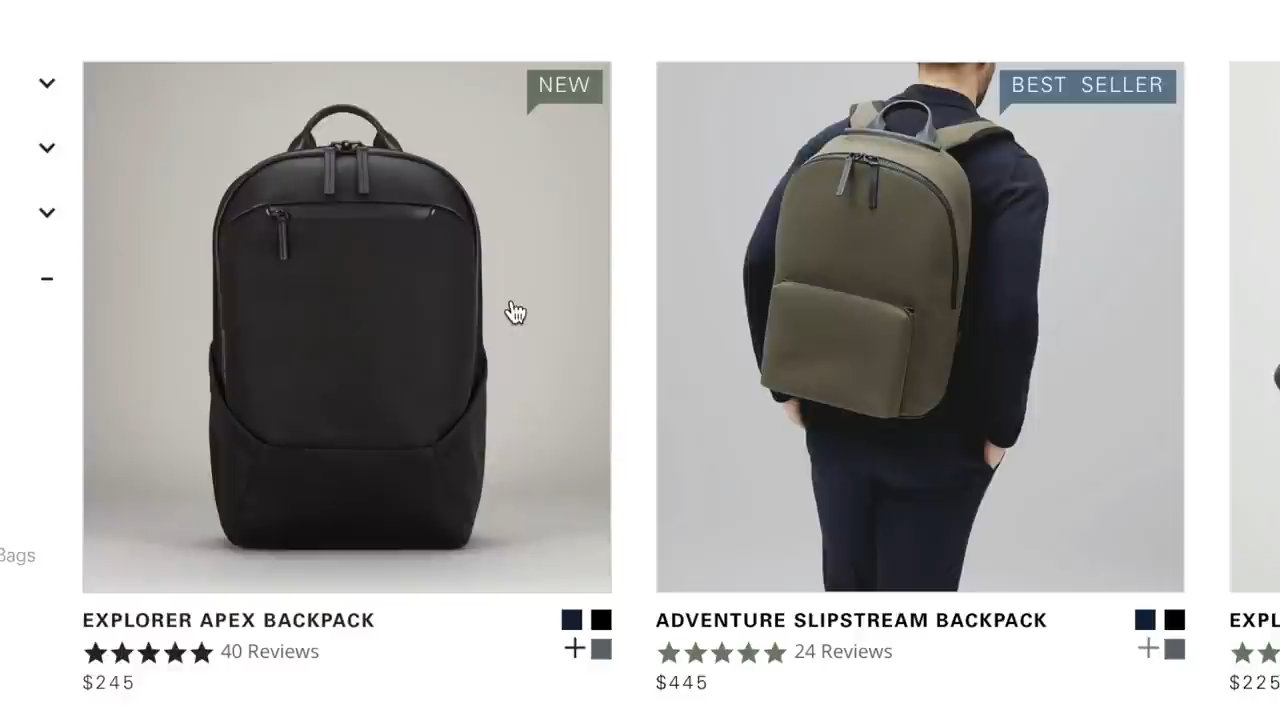 NEW
BEST SELLER
Bags
EXPLORER APEX BACKPACK
40 Reviews
$245
ADVENTURE SLIPSTREAM BACKPACK
24 Reviews
$445
EXPL
$225